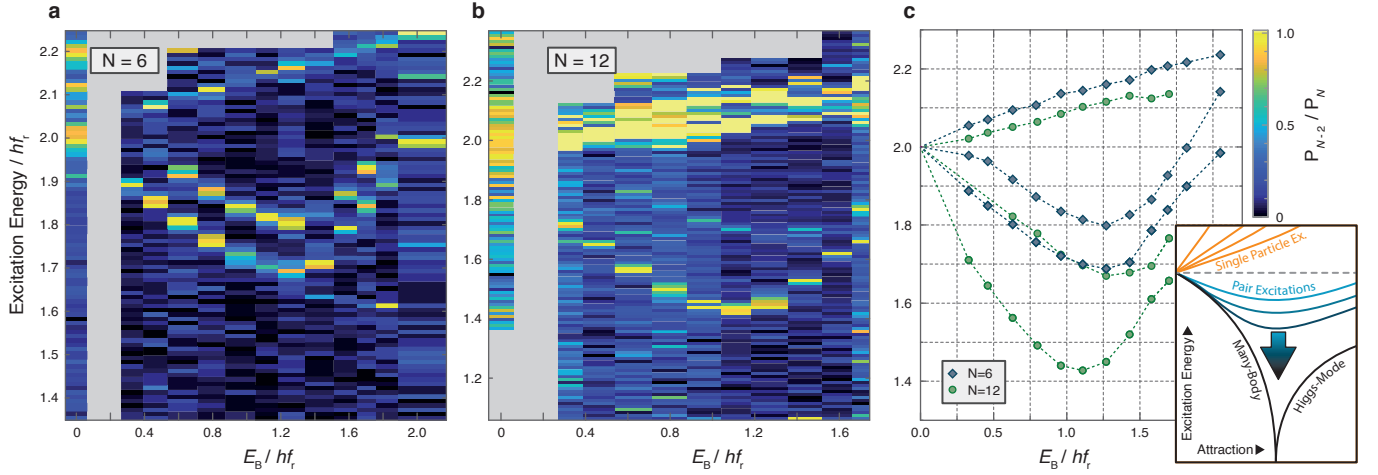 a
Excitation Energy / hfᵣ
2.2
2.1
2.0
1.9
1.8
1.7
1.6
1.5
1.4
N = 6
0
0.4
0.8
1.2
1.6
2.0
E_B / hfᵣ
b
2.2
2.0
1.8
1.6
1.4
1.2
N = 12
0
0.4
0.8
1.2
1.6
E_B / hfᵣ
c
2.2
2.0
1.8
1.6
1.4
N=6
N=12
0.0
0.5
1.0
1.5
E_B / hfᵣ
1.0
0.5
0
P_{N-2} / P_N
Single Particle Ex.
Pair Excitations
Many-Body
Higgs-Mode
Excitation Energy ▶
Attraction ▶